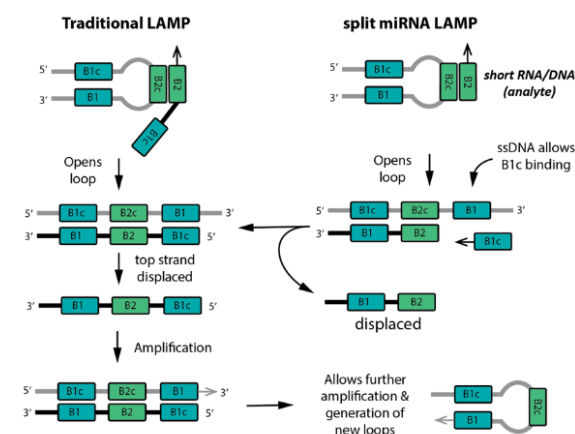 Traditional LAMP
split miRNA LAMP
5' B1c B2c B2
3' B1
B1c
5' B1c B2c B2
3' B1
short RNA/DNA
(analyte)
Opens
loop
Opens
loop
ssDNA allows
B1c binding
5' B1c B2c B1 3'
3' B1 B2 B1c 5'
5' B1c B2c B1 3'
3' B1 B2
B1c
top strand
displaced
3' B1 B2 B1c 5'
B1 B2
displaced
Amplification
5' B1c B2c B1 3'
3' B1 B2 B1c 5'
Allows further
amplification &
generation of
new loops
B1c
B2c
B1